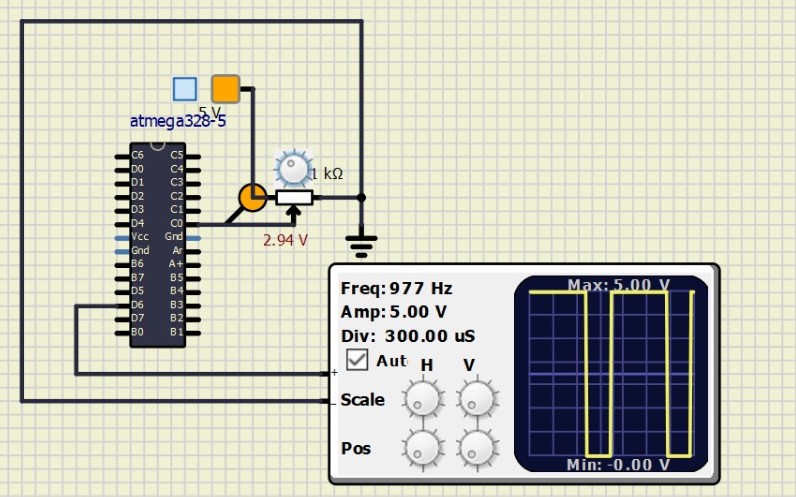 5 V
atmega328-5
1 kΩ
2.94 V
C6 C5
D0 C4
D1 C3
D2 C2
D3 C1
D4 C0
Vcc Gnd
Gnd Ar
B6 A+
B7 B5
D5 B4
D6 B3
D7 B2
B0 B1
Freq: 977 Hz
Amp: 5.00 V
Div: 300.00 uS
Aut H V
+
Scale
_
Pos
Max: 5.00 V
Min: -0.00 V